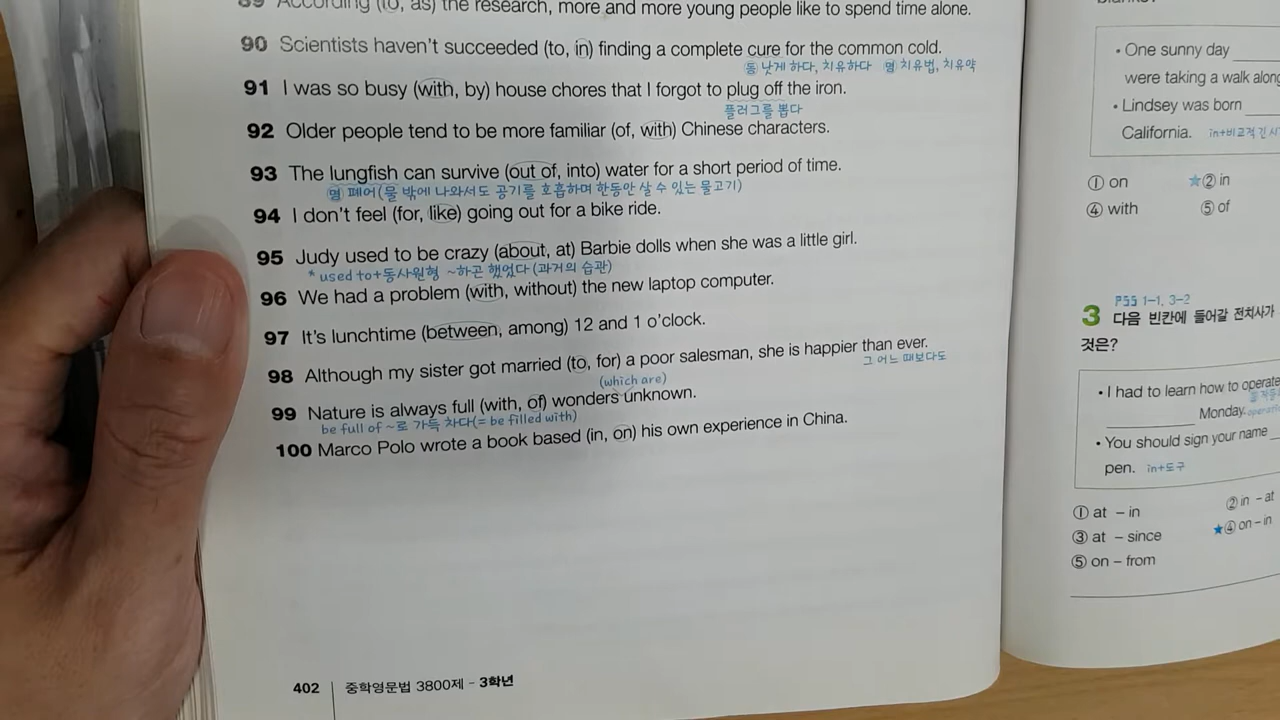 89 According (to, as) the research, more and more young people like to spend time alone.
90 Scientists haven't succeeded (to, in) finding a complete cure for the common cold.
동 낫게 하다, 치유하다 명 치유법, 치유약
91 I was so busy (with, by) house chores that I forgot to plug off the iron.
플러그를 뽑다
92 Older people tend to be more familiar (of, with) Chinese characters.
93 The lungfish can survive (out of, into) water for a short period of time.
명 폐어(물 밖에 나와서도 공기를 호흡하며 한동안 살 수 있는 물고기)
94 I don't feel (for, like) going out for a bike ride.
95 Judy used to be crazy (about, at) Barbie dolls when she was a little girl.
* used to+동사원형 ~하곤 했었다 (과거의 습관)
96 We had a problem (with, without) the new laptop computer.
97 It's lunchtime (between, among) 12 and 1 o'clock.
98 Although my sister got married (to, for) a poor salesman, she is happier than ever.
그 어느 때보다도
(which are)
99 Nature is always full (with, of) wonders unknown.
be full of ~로 가득 차다(= be filled with)
100 Marco Polo wrote a book based (in, on) his own experience in China.
402 중학영문법 3800제 - 3학년
• One sunny day
were taking a walk along
• Lindsey was born
California. in+비교적 긴
① on ★② in
④ with ⑤ of
PSS 1-1, 3-2
3 다음 빈칸에 들어갈 전치사가
것은?
• I had to learn how to operate
Monday.
• You should sign your name
pen. in+도구
① at - in ② in - at
③ at - since ★④ on - in
⑤ on - from